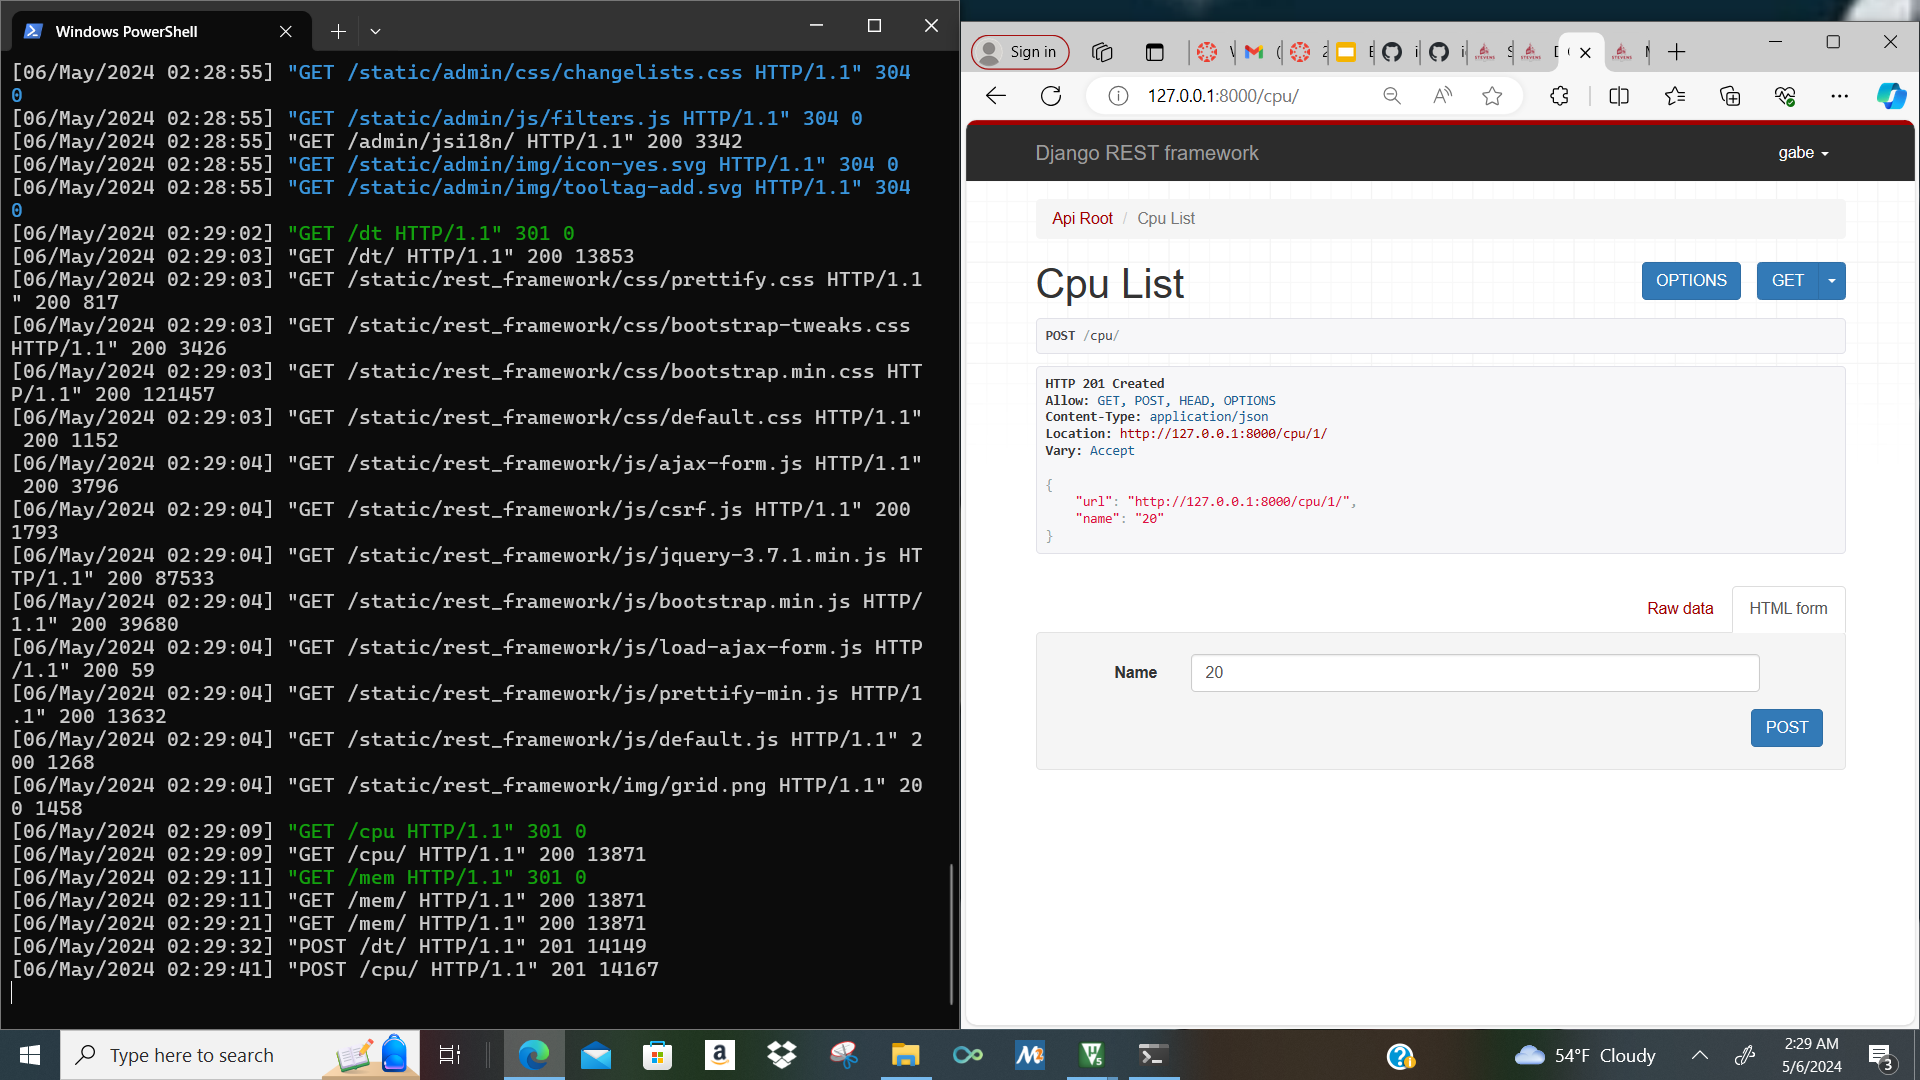 Windows PowerShell
[06/May/2024 02:28:55] "GET /static/admin/css/changelists.css HTTP/1.1" 304
0
[06/May/2024 02:28:55] "GET /static/admin/js/filters.js HTTP/1.1" 304 0
[06/May/2024 02:28:55] "GET /admin/jsi18n/ HTTP/1.1" 200 3342
[06/May/2024 02:28:55] "GET /static/admin/img/icon-yes.svg HTTP/1.1" 304 0
[06/May/2024 02:28:55] "GET /static/admin/img/tooltag-add.svg HTTP/1.1" 304
0
[06/May/2024 02:29:02] "GET /dt HTTP/1.1" 301 0
[06/May/2024 02:29:03] "GET /dt/ HTTP/1.1" 200 13853
[06/May/2024 02:29:03] "GET /static/rest_framework/css/prettify.css HTTP/1.1
" 200 817
[06/May/2024 02:29:03] "GET /static/rest_framework/css/bootstrap-tweaks.css
HTTP/1.1" 200 3426
[06/May/2024 02:29:03] "GET /static/rest_framework/css/bootstrap.min.css HTT
P/1.1" 200 121457
[06/May/2024 02:29:03] "GET /static/rest_framework/css/default.css HTTP/1.1"
200 1152
[06/May/2024 02:29:04] "GET /static/rest_framework/js/ajax-form.js HTTP/1.1"
200 3796
[06/May/2024 02:29:04] "GET /static/rest_framework/js/csrf.js HTTP/1.1" 200
1793
[06/May/2024 02:29:04] "GET /static/rest_framework/js/jquery-3.7.1.min.js HT
TP/1.1" 200 87533
[06/May/2024 02:29:04] "GET /static/rest_framework/js/bootstrap.min.js HTTP/
1.1" 200 39680
[06/May/2024 02:29:04] "GET /static/rest_framework/js/load-ajax-form.js HTTP
/1.1" 200 59
[06/May/2024 02:29:04] "GET /static/rest_framework/js/prettify-min.js HTTP/1
.1" 200 13632
[06/May/2024 02:29:04] "GET /static/rest_framework/js/default.js HTTP/1.1" 2
00 1268
[06/May/2024 02:29:04] "GET /static/rest_framework/img/grid.png HTTP/1.1" 20
0 1458
[06/May/2024 02:29:09] "GET /cpu HTTP/1.1" 301 0
[06/May/2024 02:29:09] "GET /cpu/ HTTP/1.1" 200 13871
[06/May/2024 02:29:11] "GET /mem HTTP/1.1" 301 0
[06/May/2024 02:29:11] "GET /mem/ HTTP/1.1" 200 13871
[06/May/2024 02:29:21] "GET /mem/ HTTP/1.1" 200 13871
[06/May/2024 02:29:32] "POST /dt/ HTTP/1.1" 201 14149
[06/May/2024 02:29:41] "POST /cpu/ HTTP/1.1" 201 14167
Sign in
127.0.0.1:8000/cpu/
Django REST framework
gabe
Api Root / Cpu List
Cpu List
OPTIONS
GET
POST /cpu/
HTTP 201 Created
Allow: GET, POST, HEAD, OPTIONS
Content-Type: application/json
Location: http://127.0.0.1:8000/cpu/1/
Vary: Accept
{
"url": "http://127.0.0.1:8000/cpu/1/",
"name": "20"
}
Raw data
HTML form
Name
20
POST
Type here to search
54°F Cloudy
2:29 AM
5/6/2024
3